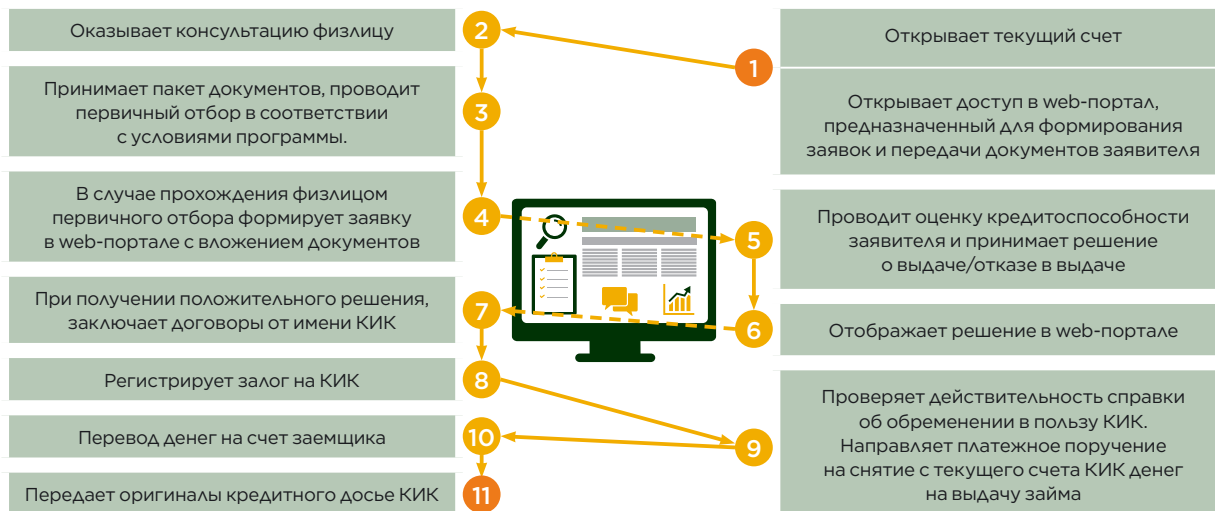 1
Открывает текущий счет
Открывает доступ в web-портал,
предназначенный для формирования
заявок и передачи документов заявителя
2
Оказывает консультацию физлицу
3
Принимает пакет документов, проводит
первичный отбор в соответствии
с условиями программы.
4
В случае прохождения физлицом
первичного отбора формирует заявку
в web-портале с вложением документов
5
Проводит оценку кредитоспособности
заявителя и принимает решение
о выдаче/отказе в выдаче
6
Отображает решение в web-портале
7
При получении положительного решения,
заключает договоры от имени КИК
8
Регистрирует залог на КИК
9
Проверяет действительность справки
об обременении в пользу КИК.
Направляет платежное поручение
на снятие с текущего счета КИК денег
на выдачу займа
10
Перевод денег на счет заемщика
11
Передает оригиналы кредитного досье КИК